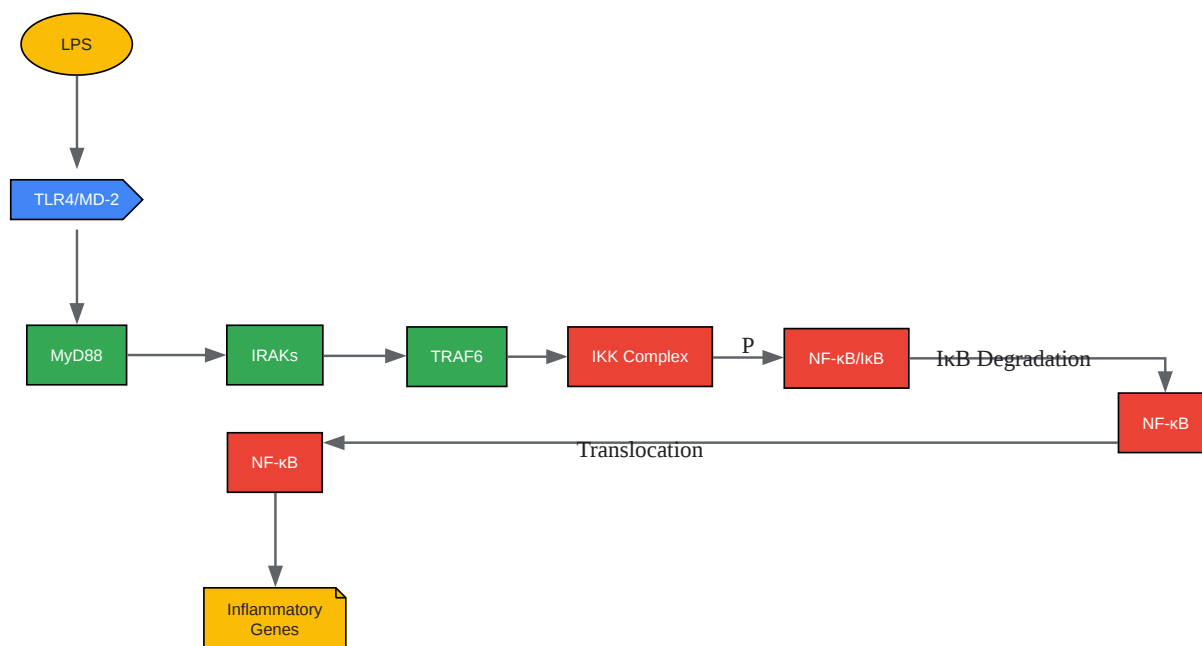 LPS
TLR4/MD-2
MyD88
IRAKs
TRAF6
IKK Complex
P
NF-κB/IκB
IκB Degradation
NF-κB
Translocation
NF-κB
Inflammatory
Genes